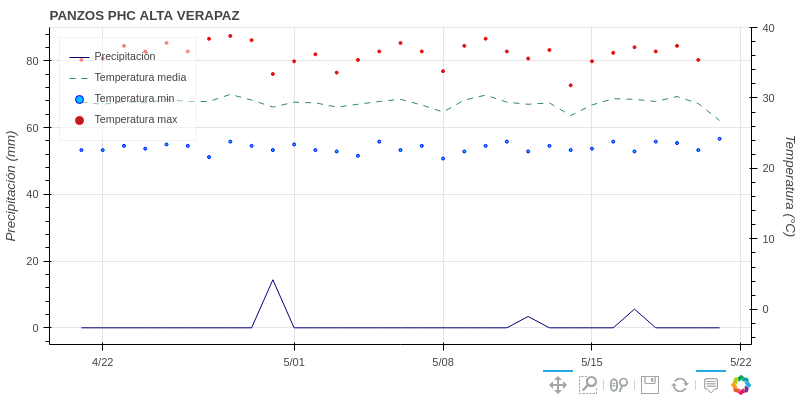 PANZOS PHC ALTA VERAPAZ
Precipitación
Temperatura media
Temperatura min
Temperatura max
Precipitación (mm)
80
60
40
20
0
Temperatura (°C)
40
30
20
10
0
4/22
5/01
5/08
5/15
5/22